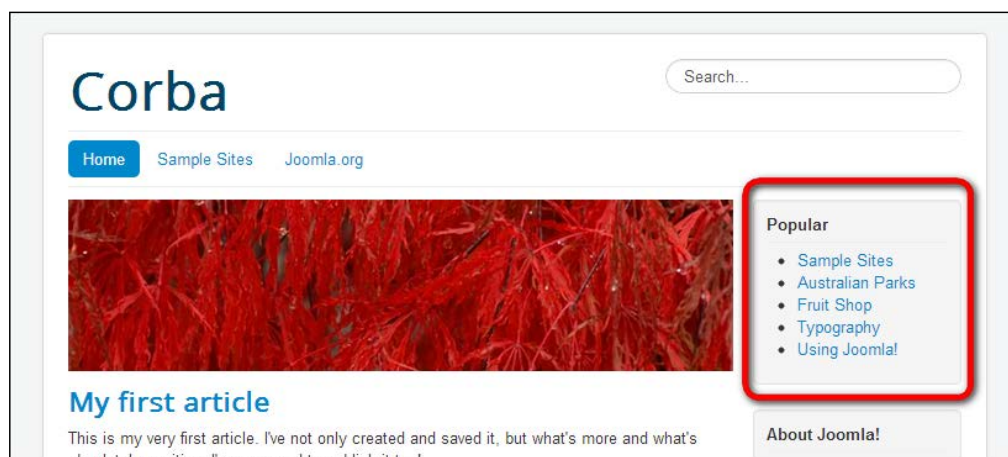 Corba
Search...
Home Sample Sites Joomla.org
Popular
Sample Sites
Australian Parks
Fruit Shop
Typography
Using Joomla!
My first article
This is my very first article. I've not only created and saved it, but what's more and what's
About Joomla!